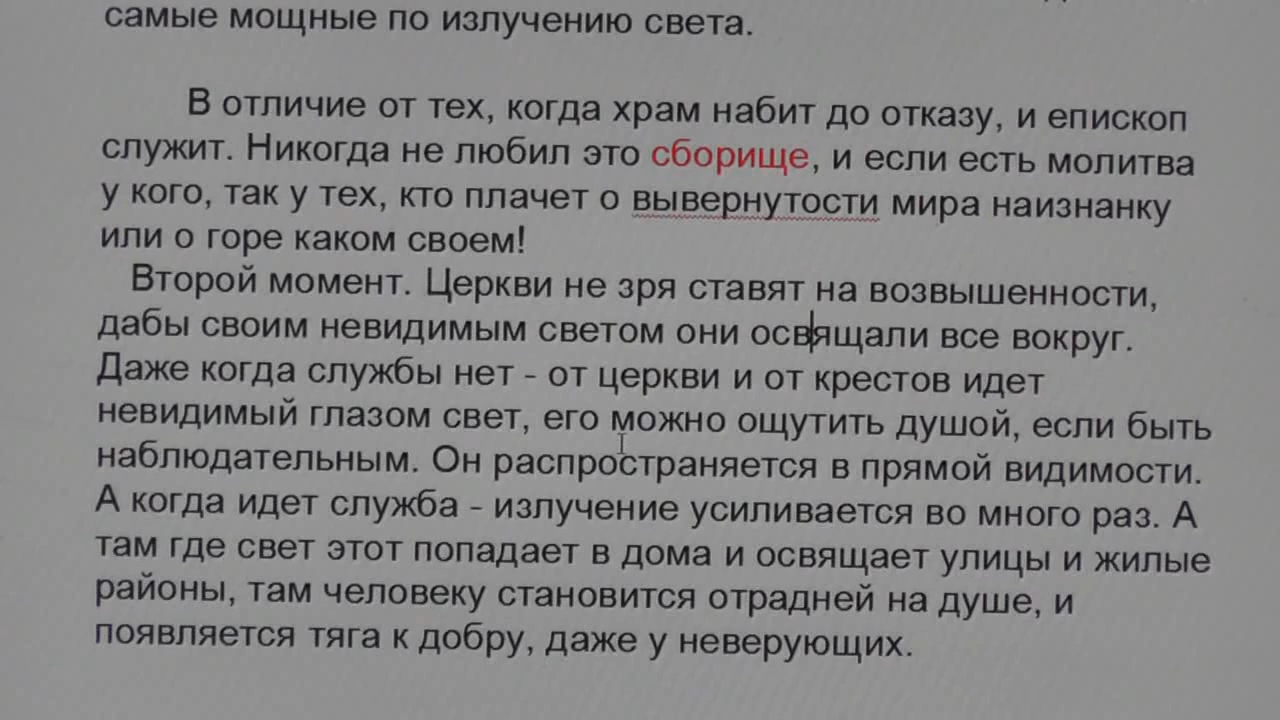 самые мощные по излучению света.
В отличие от тех, когда храм набит до отказу, и епископ
служит. Никогда не любил это сборище, и если есть молитва
у кого, так у тех, кто плачет о вывернутости мира наизнанку
или о горе каком своем!
Второй момент. Церкви не зря ставят на возвышенности,
дабы своим невидимым светом они освящали все вокруг.
Даже когда службы нет - от церкви и от крестов идет
невидимый глазом свет, его можно ощутить душой, если быть
наблюдательным. Он распространяется в прямой видимости.
А когда идет служба - излучение усиливается во много раз. А
там где свет этот попадает в дома и освящает улицы и жилые
районы, там человеку становится отрадней на душе, и
появляется тяга к добру, даже у неверующих.